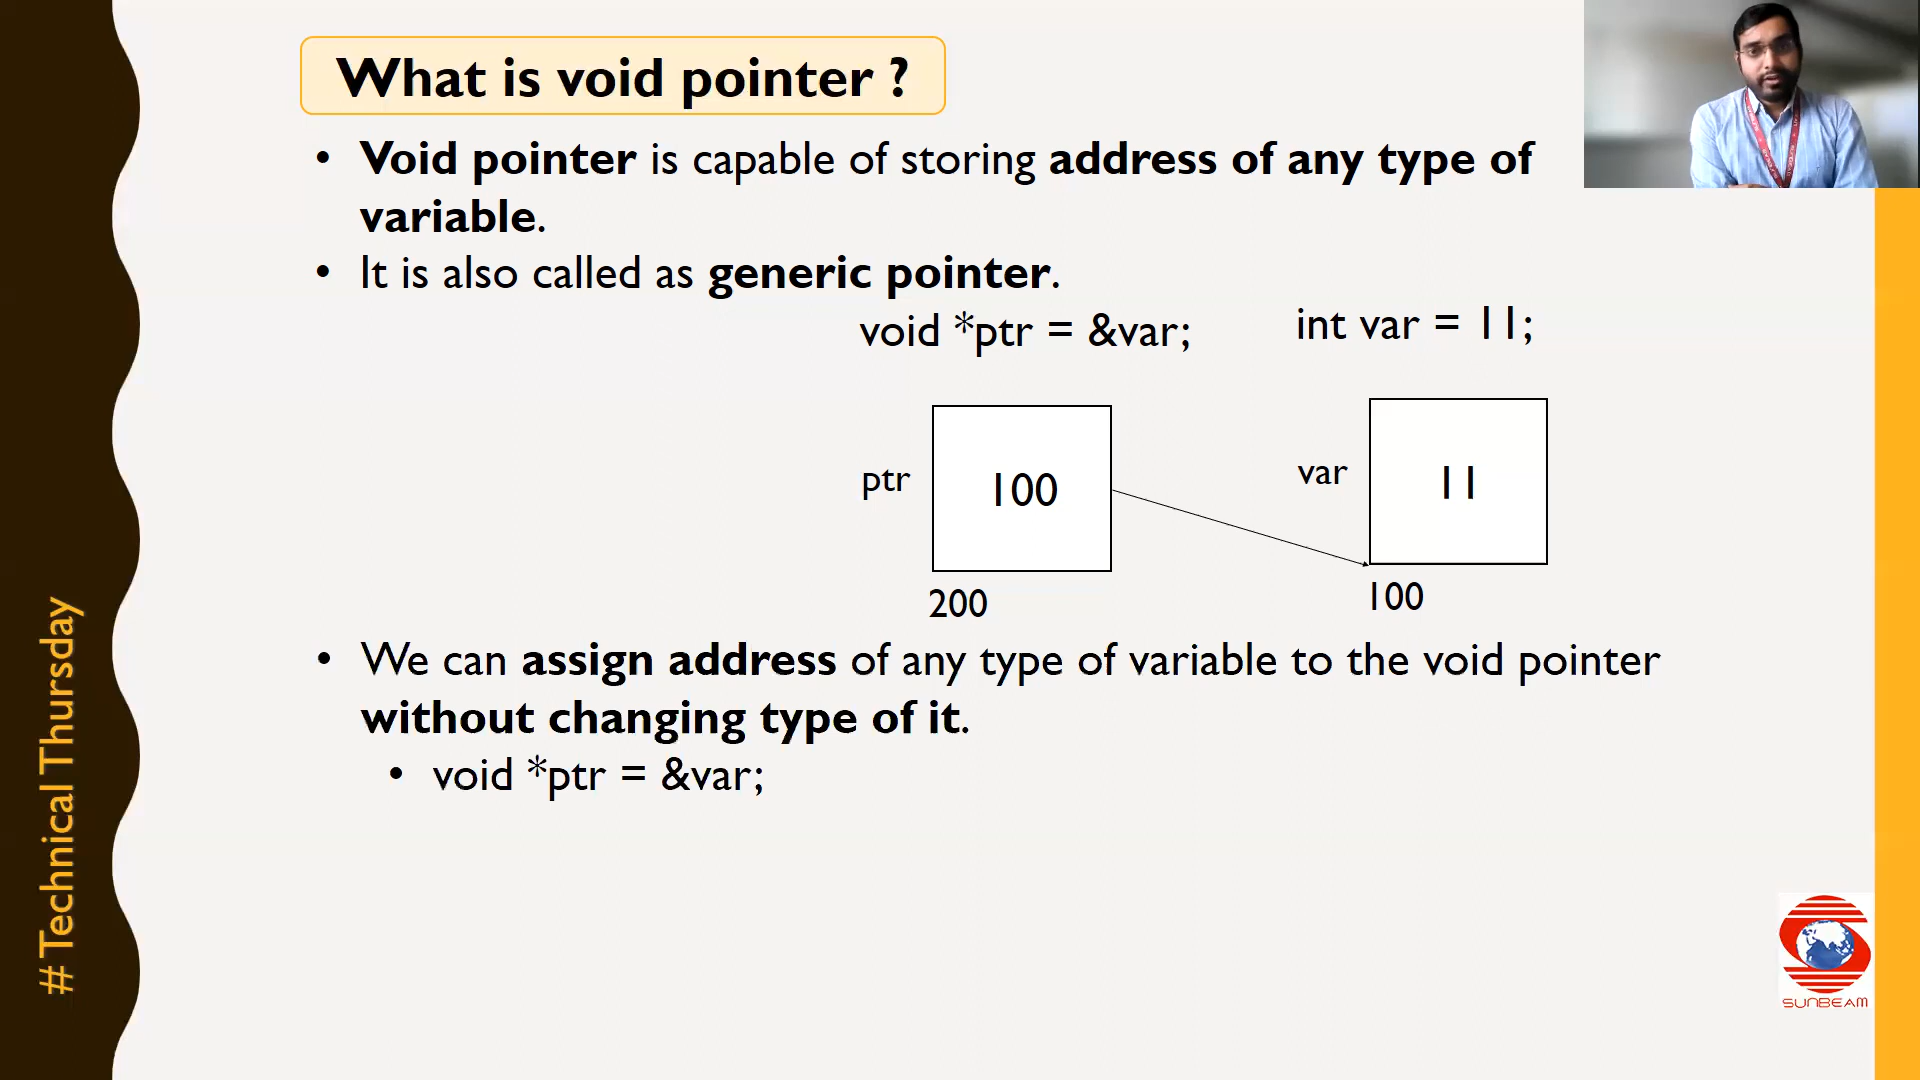 What is void pointer ?
• Void pointer is capable of storing address of any type of
variable.
• It is also called as generic pointer.
void *ptr = &var;
int var = 11;
ptr
100
var
11
200
100
• We can assign address of any type of variable to the void pointer
without changing type of it.
• void *ptr = &var;
# Technical Thursday
SUNBEAM